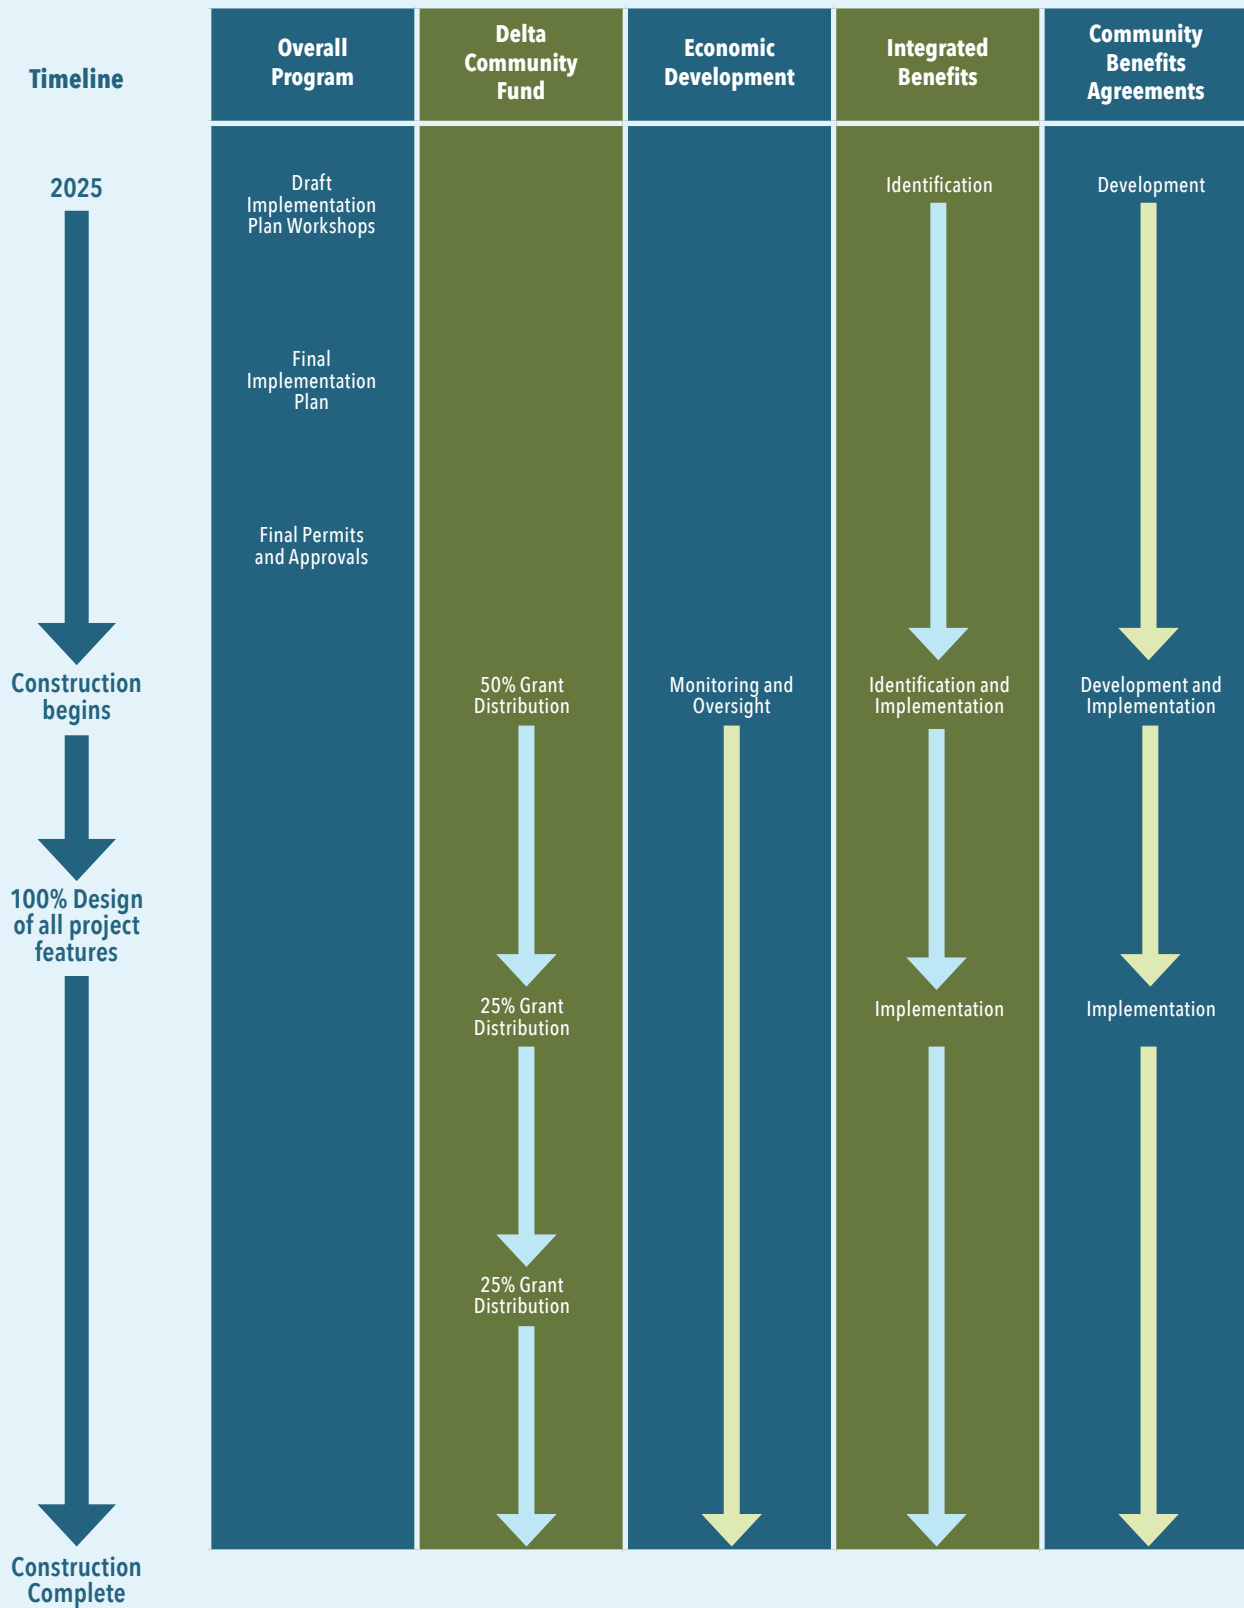 Timeline
Overall
Program
Delta
Community
Fund
Economic
Development
Integrated
Benefits
Community
Benefits
Agreements
2025
Draft
Implementation
Plan Workshops
Identification
Development
Final
Implementation
Plan
Final Permits
and Approvals
Construction
begins
50% Grant
Distribution
Monitoring and
Oversight
Identification and
Implementation
Development and
Implementation
100% Design
of all project
features
25% Grant
Distribution
Implementation
Implementation
25% Grant
Distribution
Construction
Complete